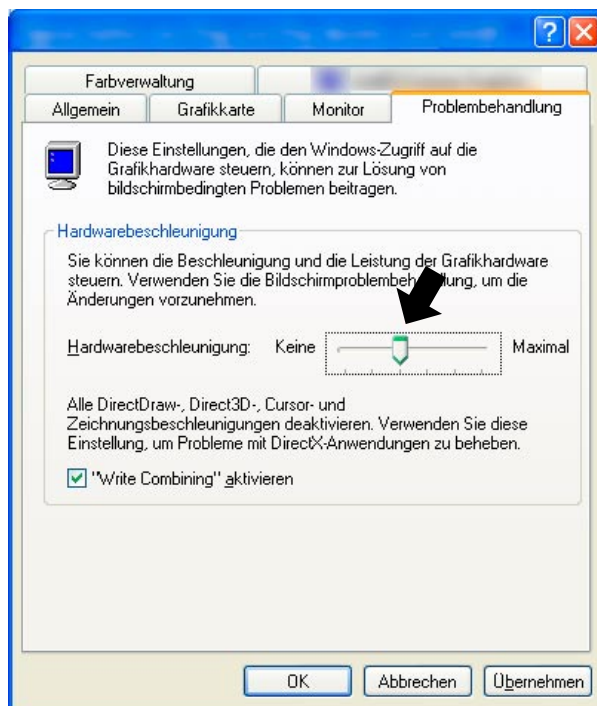 Farbverwaltung
Allgemein Grafikkarte Monitor Problembehandlung
Diese Einstellungen, die den Windows-Zugriff auf die
Grafikhardware steuern, können zur Lösung von
bildschirmbedingten Problemen beitragen.
Hardwarebeschleunigung
Sie können die Beschleunigung und die Leistung der Grafikhardware
steuern. Verwenden Sie die Bildschirmproblembehandlung, um die
Änderungen vorzunehmen.
Hardwarebeschleunigung: Keine Maximal
Alle DirectDraw-, Direct3D-, Cursor- und
Zeichnungsbeschleunigungen deaktivieren. Verwenden Sie diese
Einstellung, um Probleme mit DirectX-Anwendungen zu beheben.
"Write Combining" aktivieren
OK Abbrechen Übernehmen